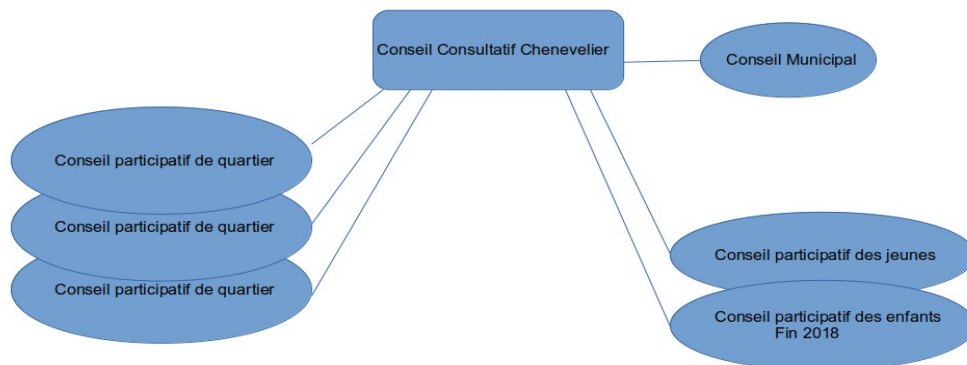 Conseil Consultatif Chenevelier
Conseil Municipal
Conseil participatif de quartier
Conseil participatif de quartier
Conseil participatif de quartier
Conseil participatif des jeunes
Conseil participatif des enfants
Fin 2018